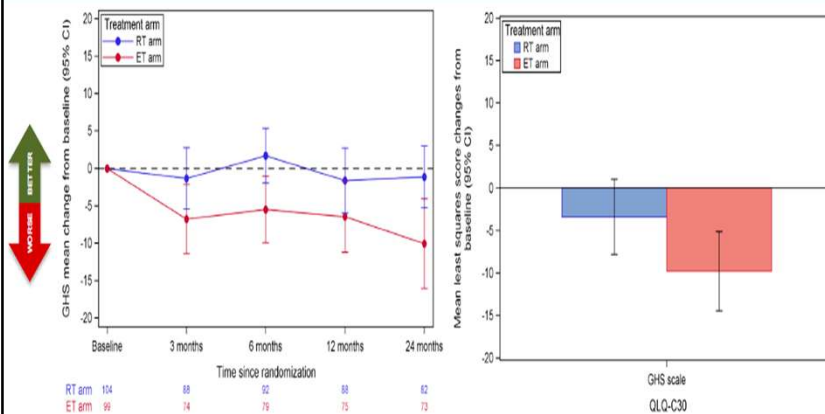 BETTER
WORSE
GHS mean change from baseline (95% CI)
20
15
10
5
0
-5
-10
-15
-20
Treatment arm
RT arm
ET arm
Baseline
3 months
6 months
12 months
24 months
Time since randomization
RT arm 104 88 92 88 82
ET arm 99 74 79 75 73
Mean least squares score changes from
baseline (95% CI)
20
15
10
5
0
-5
-10
-15
-20
Treatment arm
RT arm
ET arm
GHS scale
QLQ-C30